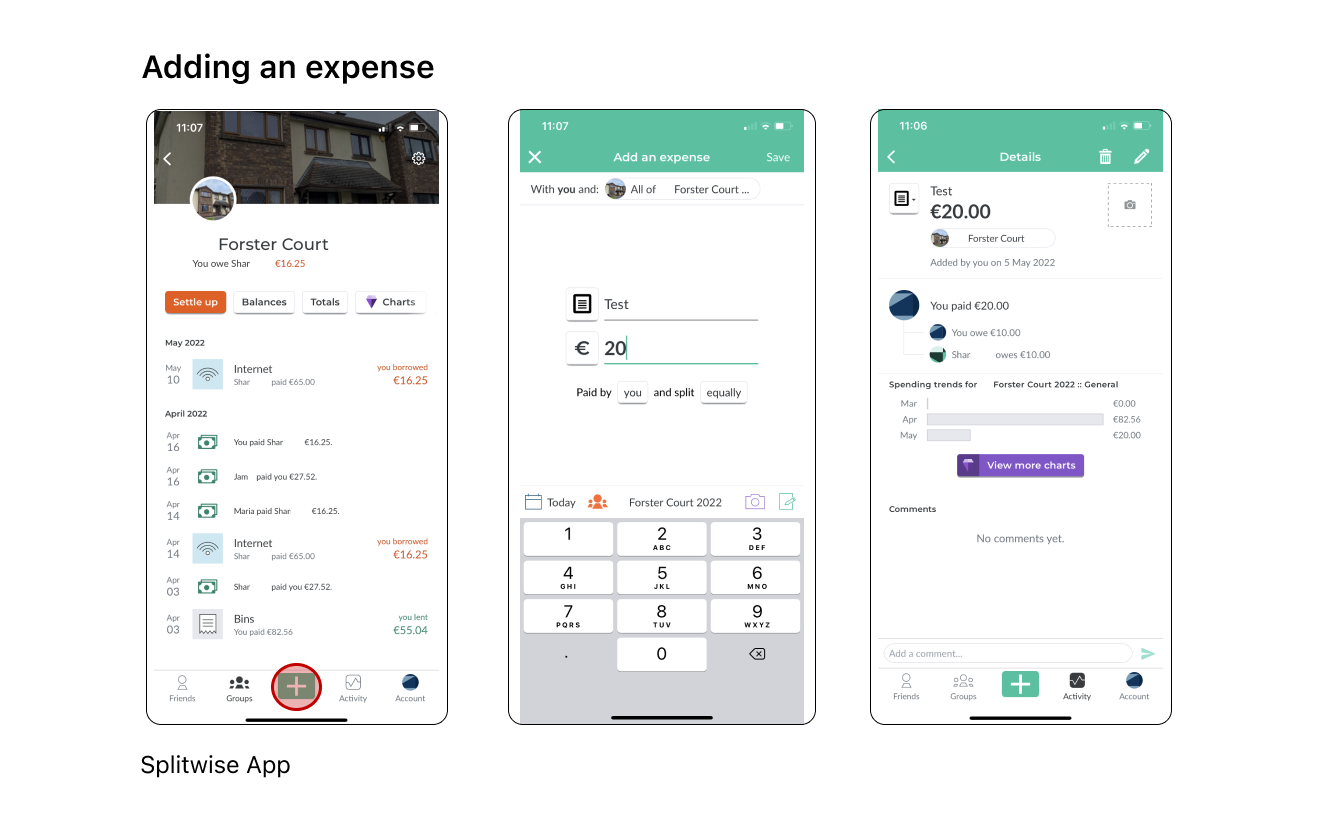 Adding an expense
11:07
Forster Court
You owe Shar €16.25
Settle up Balances Totals Charts
May 2022
May 10 Internet you borrowed
Shar paid €65.00 €16.25
April 2022
Apr 16 You paid Shar €16.25.
Apr 16 Jam paid you €27.52.
Apr 14 Maria paid Shar €16.25.
Apr 14 Internet you borrowed
Shar paid €65.00 €16.25
Apr 03 Shar paid you €27.52.
Apr 03 Bins you lent
You paid €82.56 €55.04
Friends Groups Activity Account
11:07
Add an expense Save
With you and: All of Forster Court ...
Test
€ 20
Paid by you and split equally
Today Forster Court 2022
1 2 3
ABC DEF
4 5 6
GHI JKL MNO
7 8 9
PQRS TUV WXYZ
. 0
11:06
Details
Test
€20.00
Forster Court
Added by you on 5 May 2022
You paid €20.00
You owe €10.00
Shar owes €10.00
Spending trends for Forster Court 2022 :: General
Mar €0.00
Apr €82.56
May €20.00
View more charts
Comments
No comments yet.
Add a comment...
Friends Groups Activity Account
Splitwise App